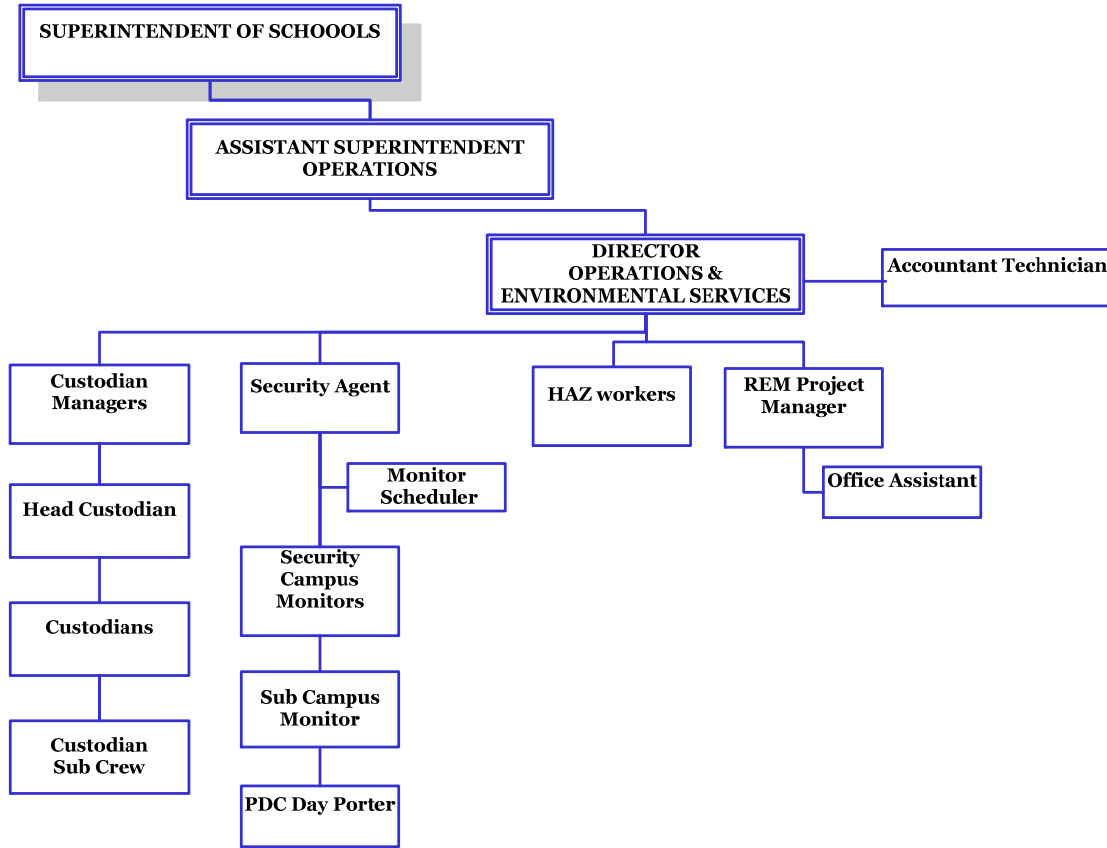 SUPERINTENDENT OF SCHOOOLS
ASSISTANT SUPERINTENDENT
OPERATIONS
DIRECTOR
OPERATIONS &
ENVIRONMENTAL SERVICES
Accountant Technician
Custodian
Managers
Security Agent
HAZ workers
REM Project
Manager
Monitor
Scheduler
Office Assistant
Head Custodian
Security
Campus
Monitors
Custodians
Sub Campus
Monitor
Custodian
Sub Crew
PDC Day Porter